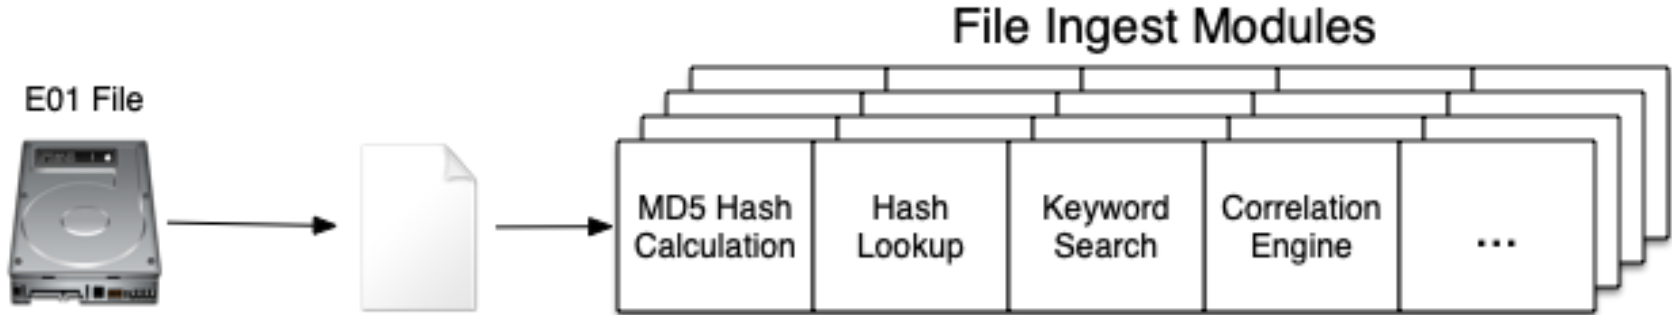 File Ingest Modules
E01 File
MD5 Hash
Calculation
Hash
Lookup
Keyword
Search
Correlation
Engine
...